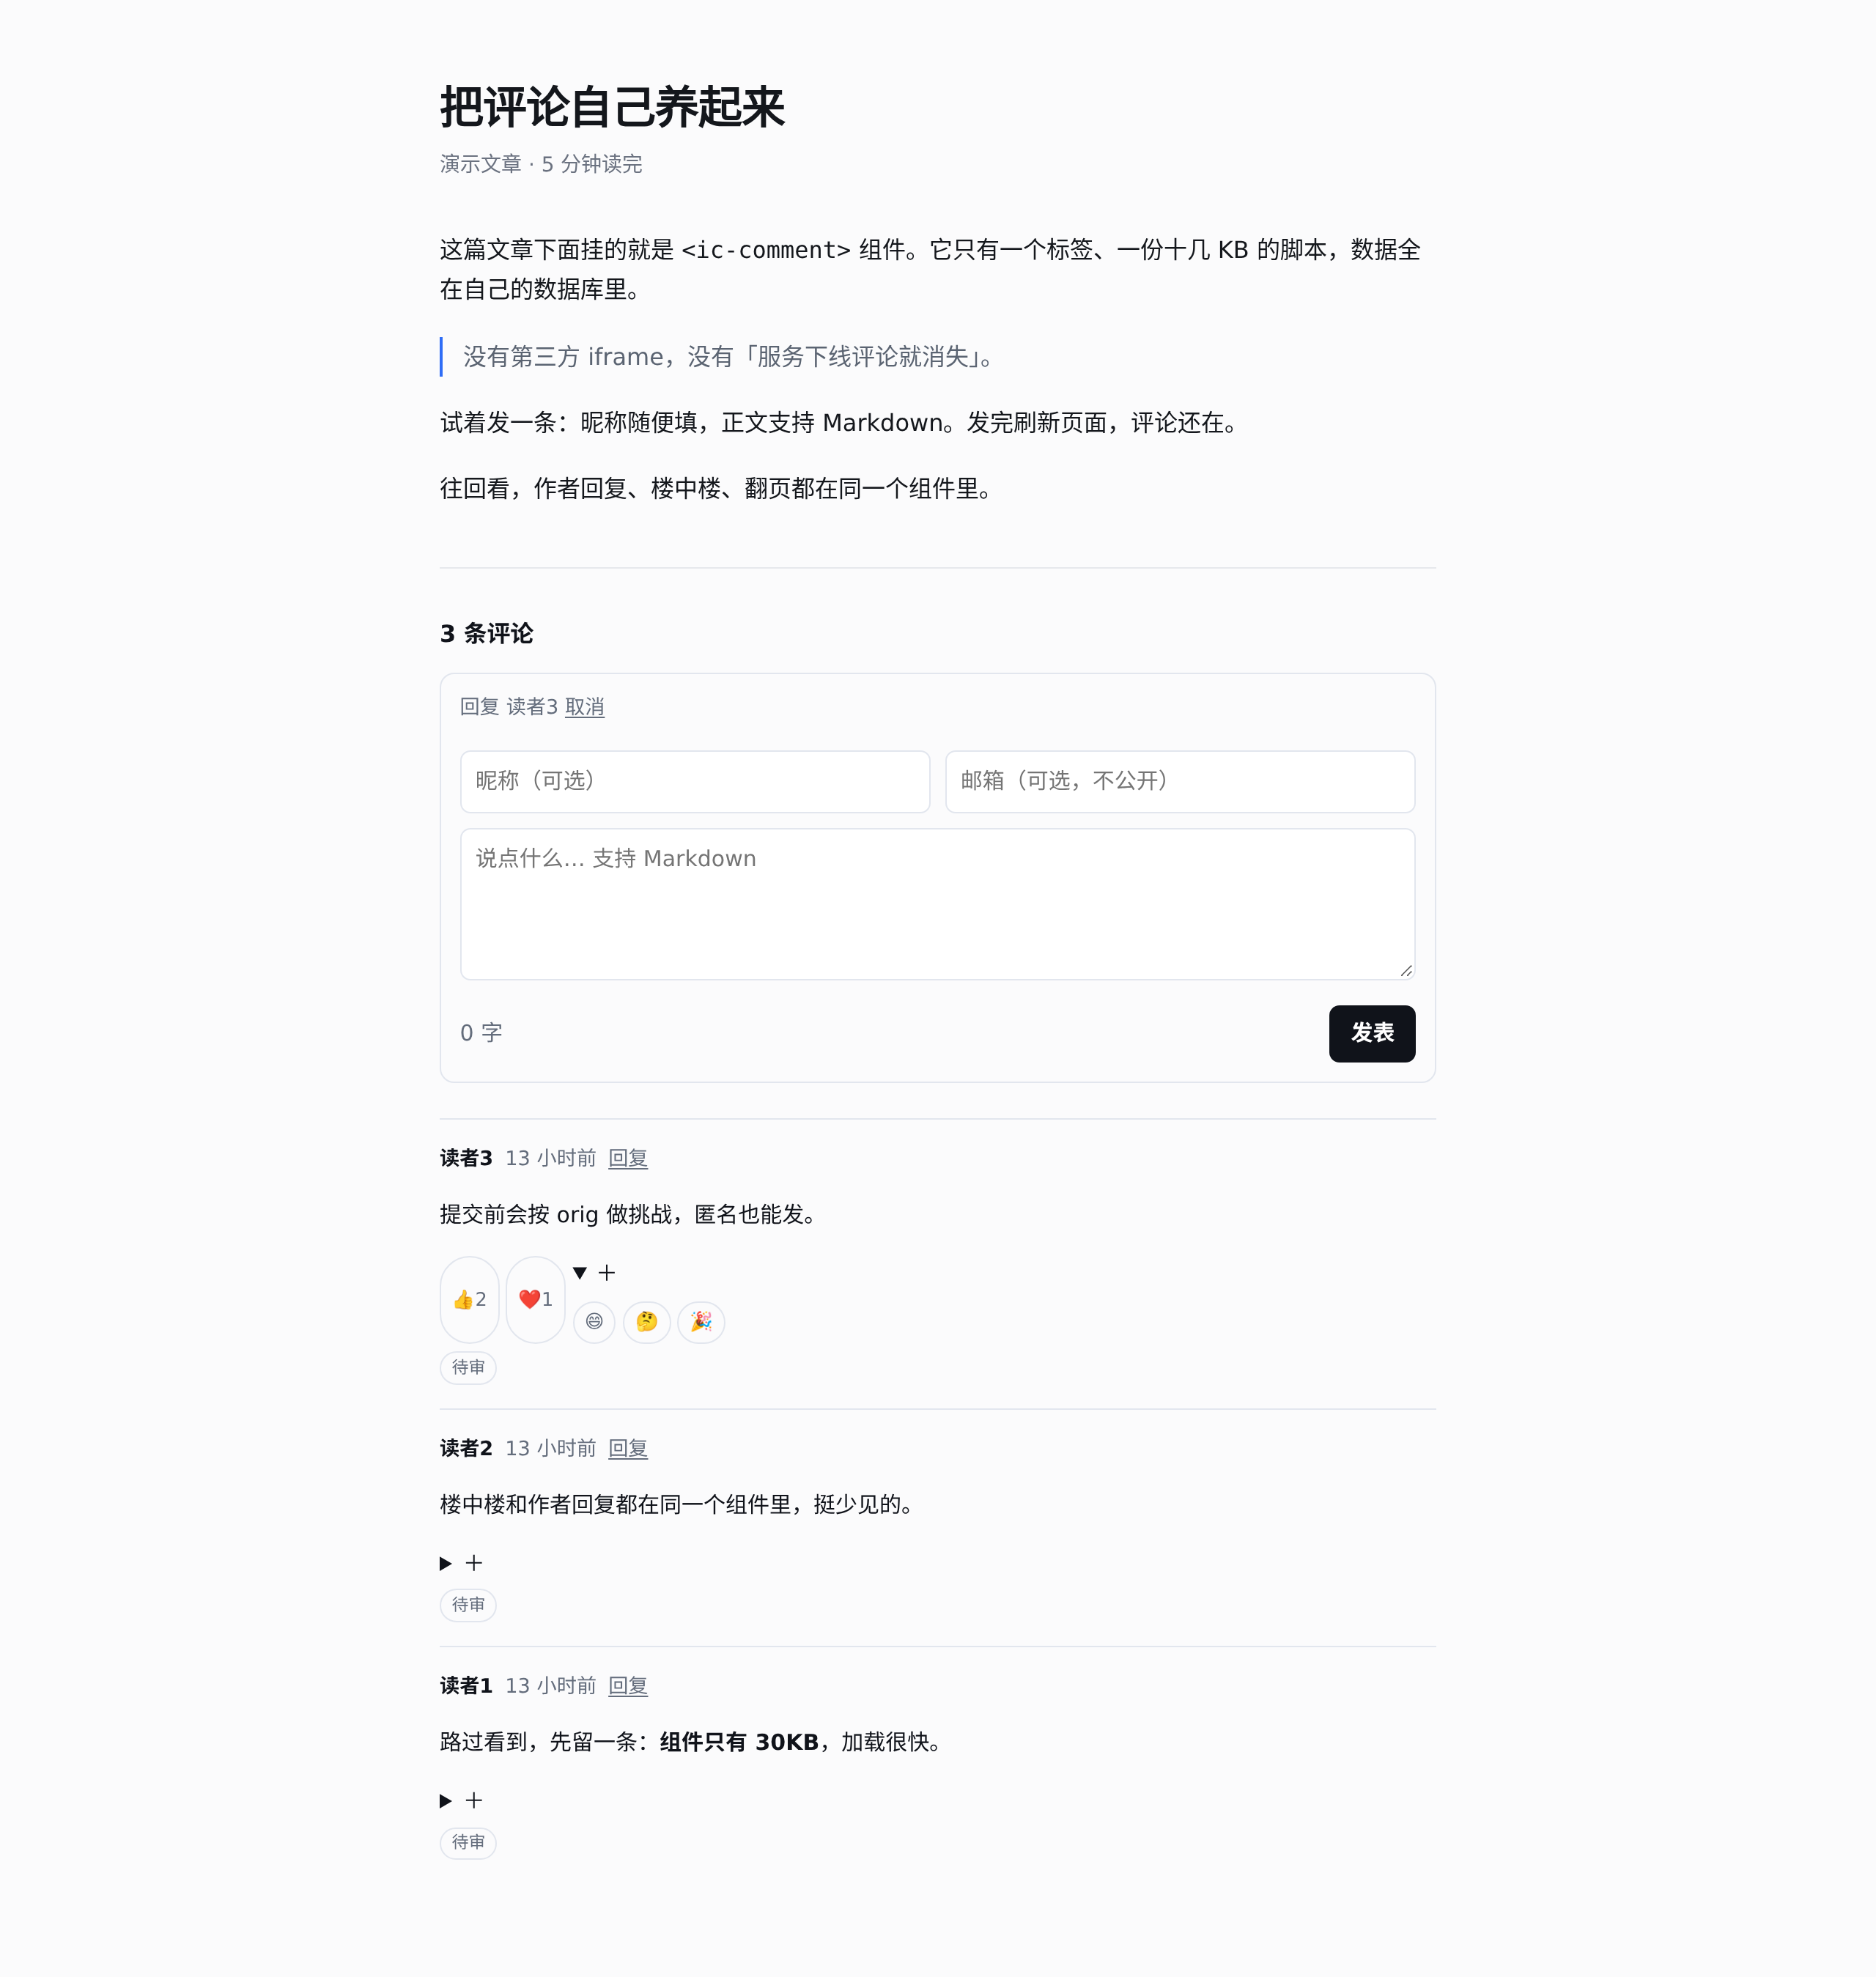 把评论自己养起来
演示文章 · 5 分钟读完
这篇文章下面挂的就是 <ic-comment> 组件。它只有一个标签、一份十几 KB 的脚本，数据全
在自己的数据库里。
没有第三方 iframe，没有「服务下线评论就消失」。
试着发一条：昵称随便填，正文支持 Markdown。发完刷新页面，评论还在。
往回看，作者回复、楼中楼、翻页都在同一个组件里。
3 条评论
回复 读者3 取消
昵称（可选） 邮箱（可选，不公开）
说点什么… 支持 Markdown
0 字 发表
读者3 13 小时前 回复
提交前会按 orig 做挑战，匿名也能发。
▼ ＋
👍2 ❤️1 😄 🤔 🎉
待审
读者2 13 小时前 回复
楼中楼和作者回复都在同一个组件里，挺少见的。
▶ ＋
待审
读者1 13 小时前 回复
路过看到，先留一条：组件只有 30KB，加载很快。
▶ ＋
待审